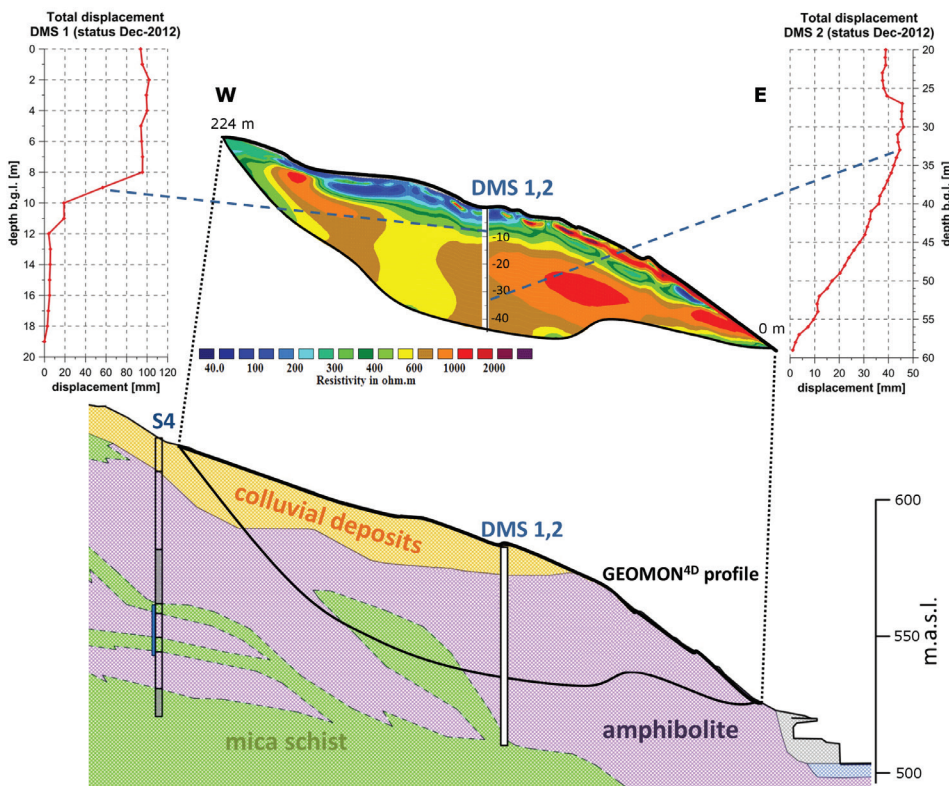 Total displacement
DMS 1 (status Dec-2012)
0
2
4
6
8
10
12
14
16
18
20
depth b.g.l. [m]
0 20 40 60 80 100 120
displacement [mm]
W
224 m
DMS 1,2
-10
-20
-30
-40
E
0 m
40.0 100 200 300 400 600 1000 2000
Resistivity in ohm.m
Total displacement
DMS 2 (status Dec-2012)
20
25
30
35
40
45
50
55
60
depth b.g.l. [m]
0 10 20 30 40 50
displacement [mm]
S4
colluvial deposits
DMS 1,2
GEOMON4D profile
mica schist
amphibolite
600
550
500
m.a.s.l.